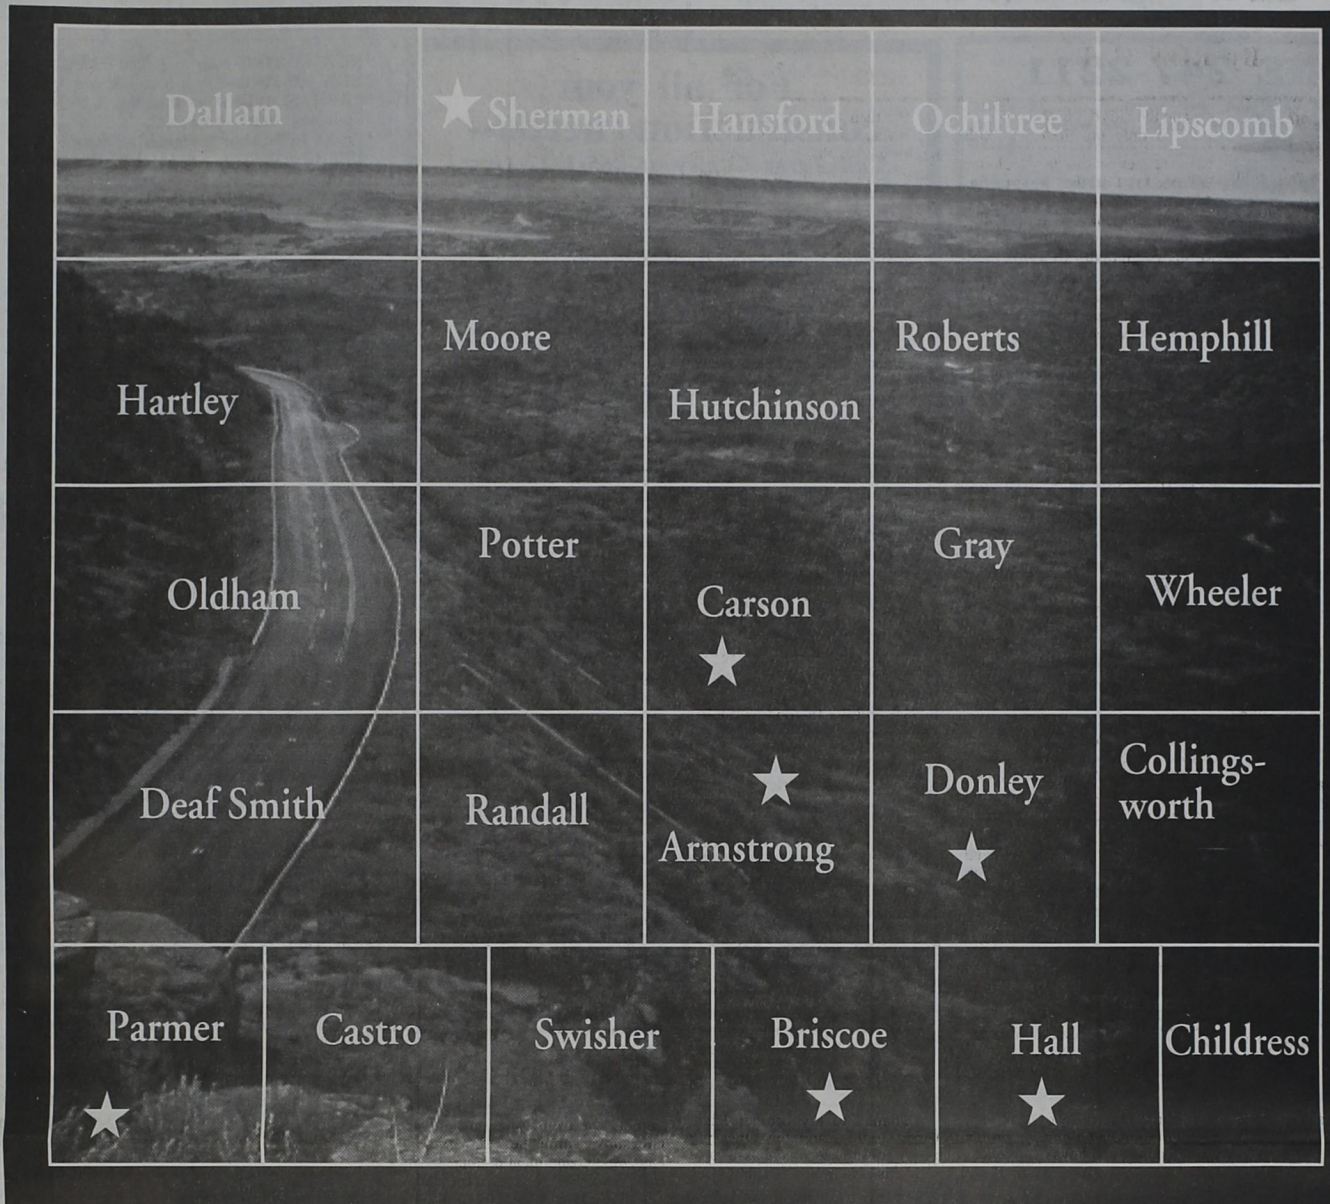 Dallam
Sherman
Hansford
Ochiltree
Lipscomb
Hartley
Moore
Hutchinson
Roberts
Hemphill
Oldham
Potter
Carson
Gray
Wheeler
Deaf Smith
Randall
Armstrong
Donley
Collings-
worth
Parmer
Castro
Swisher
Briscoe
Hall
Childress